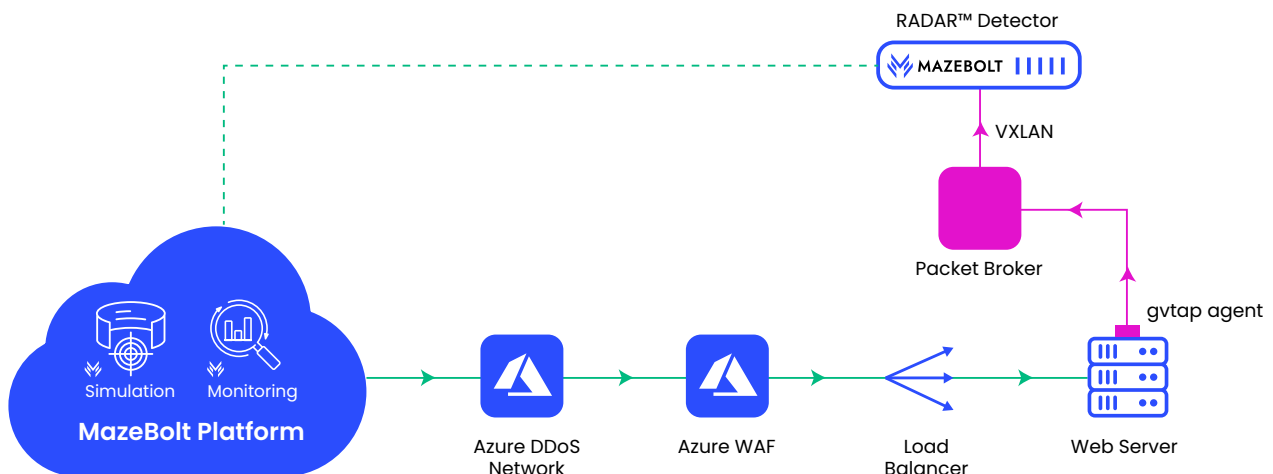 RADAR™ Detector
MAZEBOLT
VXLAN
Packet Broker
gvtap agent
Simulation
Monitoring
MazeBolt Platform
Azure DDoS
Network
Azure WAF
Load
Balancer
Web Server